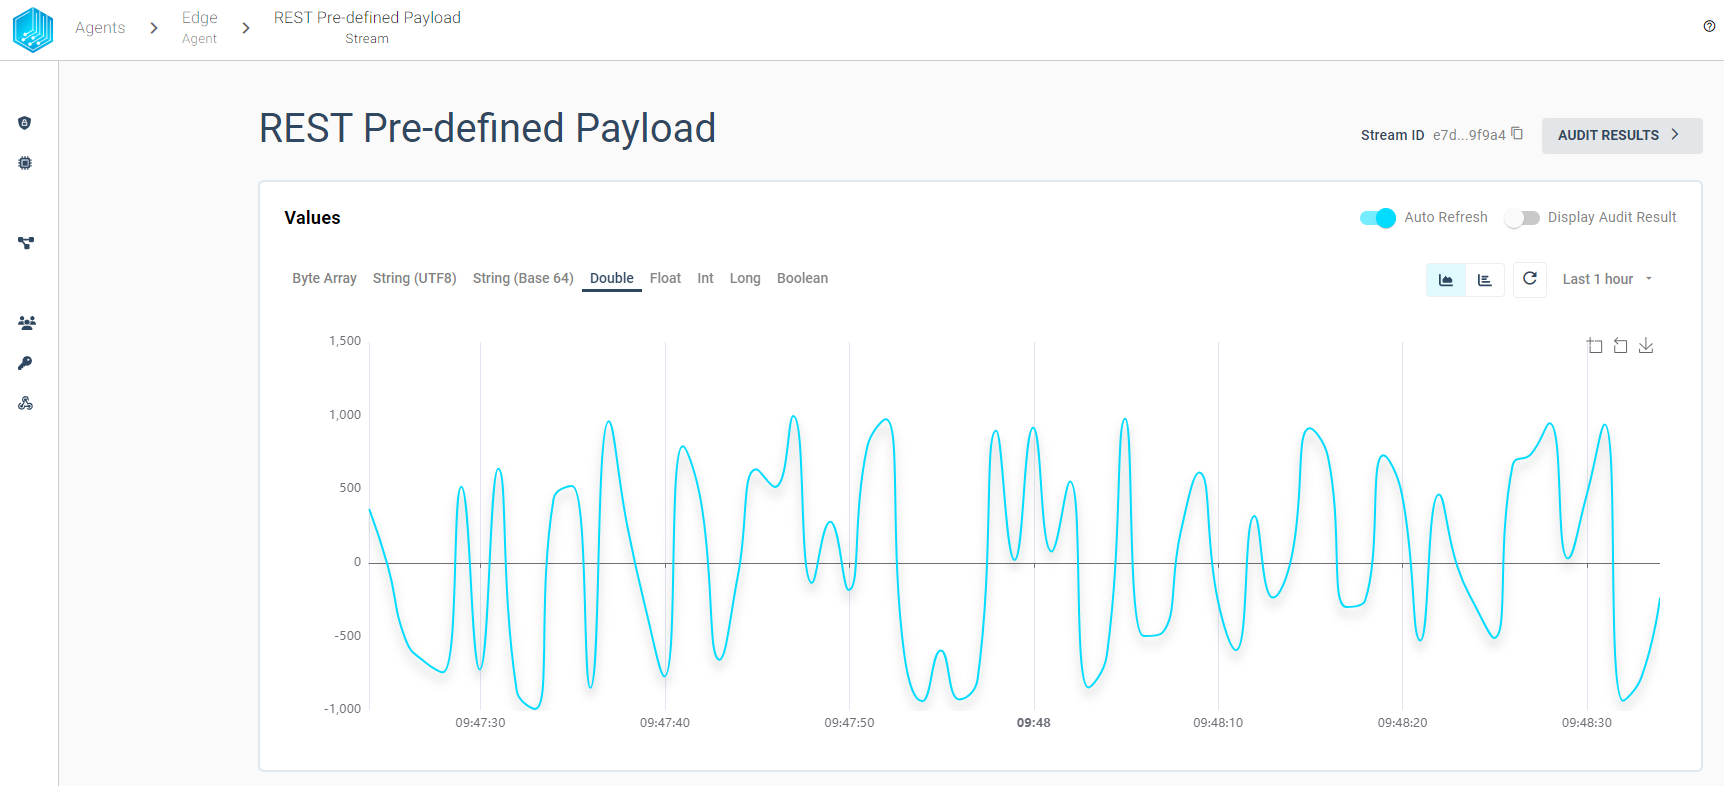 Agents
Edge
Agent
REST Pre-defined Payload
Stream
REST Pre-defined Payload
Stream ID e7d...9f9a4
AUDIT RESULTS
Values
Auto Refresh
Display Audit Result
Byte Array String (UTF8) String (Base 64) Double Float Int Long Boolean
Last 1 hour
1,500
1,000
500
0
-500
-1,000
09:47:30 09:47:40 09:47:50 09:48 09:48:10 09:48:20 09:48:30